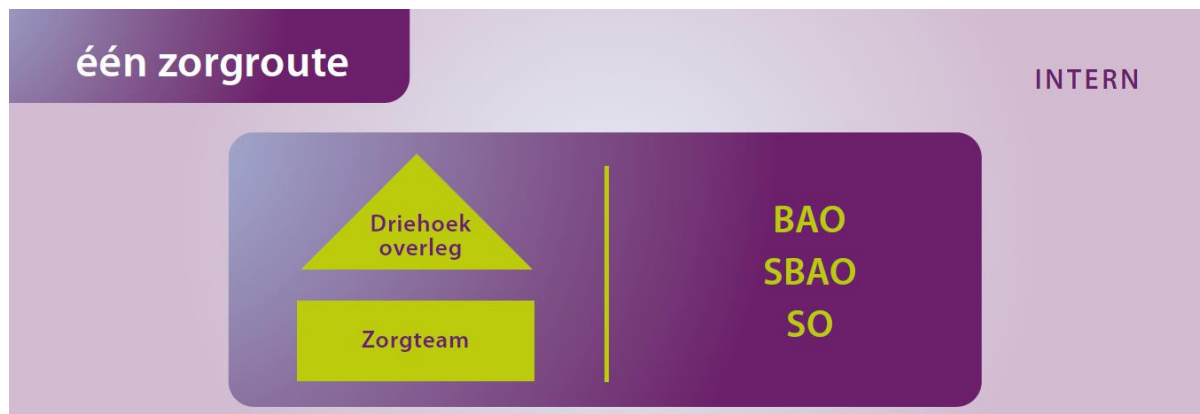 één zorgroute
INTERN
Driehoek
overleg
Zorgteam
BAO
SBAO
SO